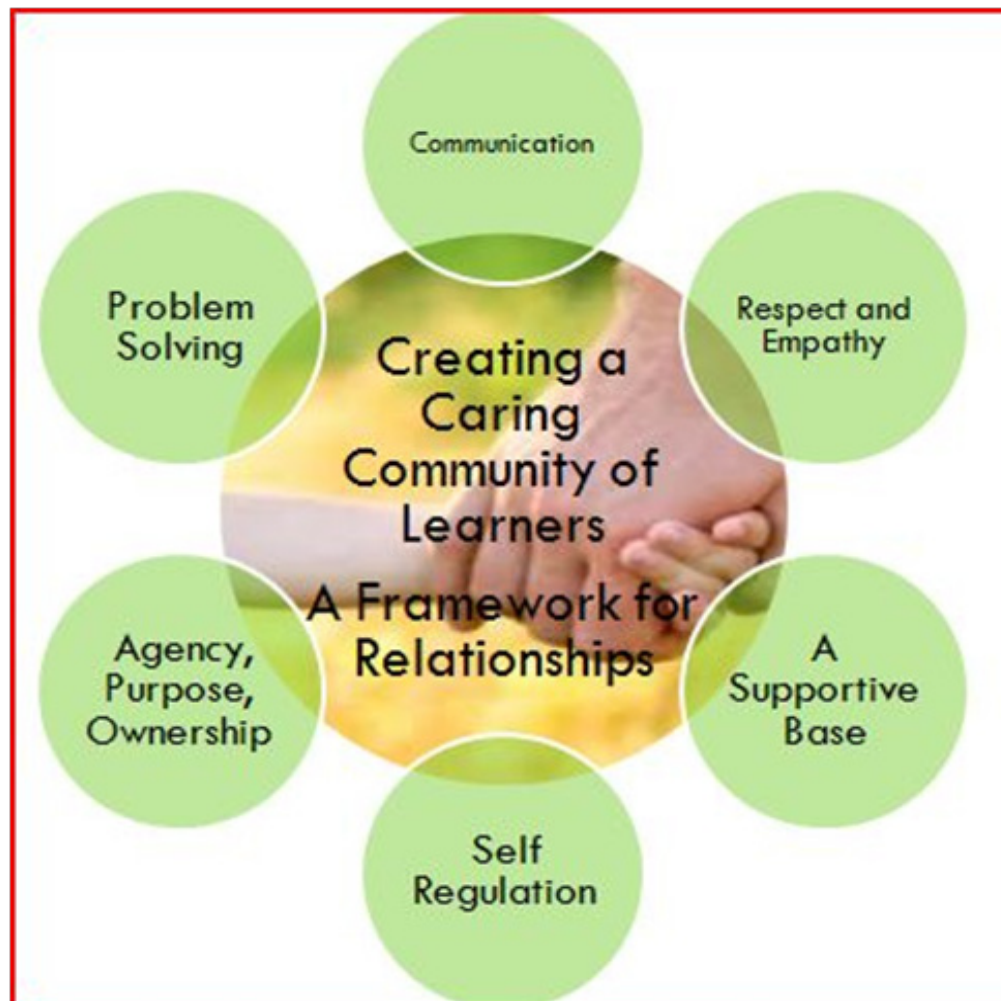 Communication
Respect and
Empathy
A
Supportive
Base
Self
Regulation
Agency,
Purpose,
Ownership
Problem
Solving
Creating a
Caring
Community of
Learners
A Framework for
Relationships